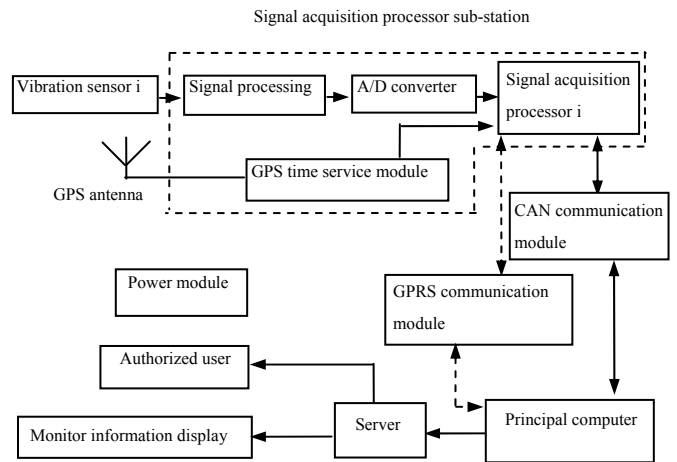 Signal acquisition processor sub-station
Vibration sensor i
Signal processing
A/D converter
Signal acquisition
processor i
GPS time service module
GPS antenna
CAN communication
module
Power module
GPRS communication
module
Authorized user
Server
Principal computer
Monitor information display